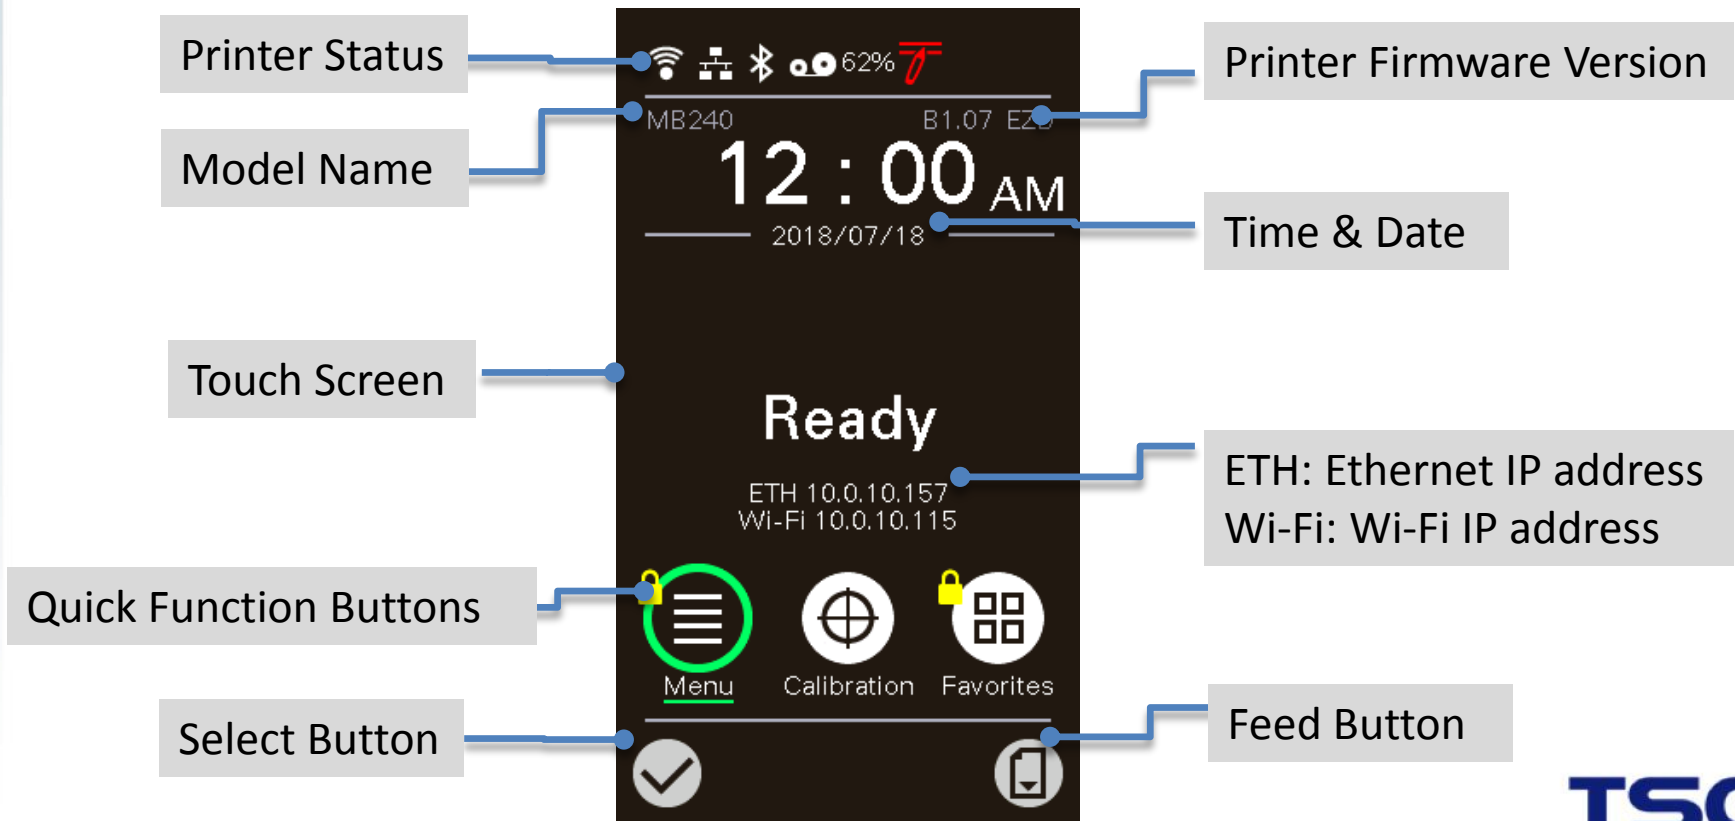 Printer Status
62%
Printer Firmware Version
MB240
B1.07
Model Name
12 : 00 AM
2018/07/18
Time & Date
Touch Screen
Ready
ETH 10.0.10.157
Wi-Fi 10.0.10.115
ETH: Ethernet IP address
Wi-Fi: Wi-Fi IP address
Quick Function Buttons
Menu
Calibration
Favorites
Select Button
Feed Button